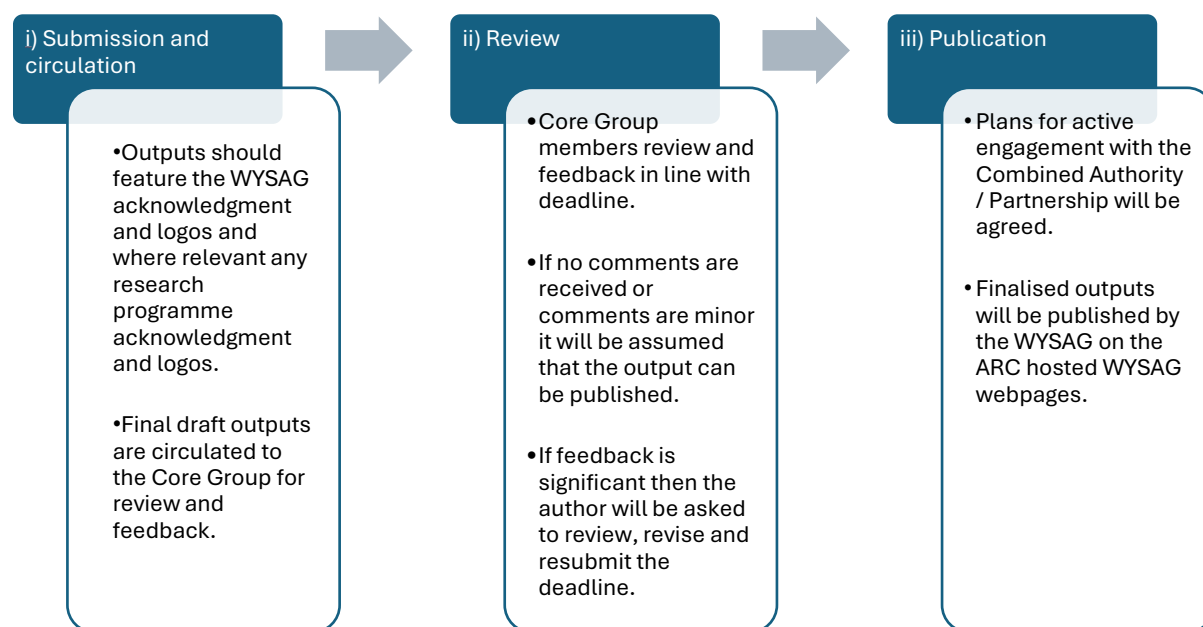 i) Submission and
circulation
•Outputs should
feature the WYSAG
acknowledgment
and logos and
where relevant any
research
programme
acknowledgment
and logos.
•Final draft outputs
are circulated to
the Core Group for
review and
feedback.
ii) Review
•Core Group
members review and
feedback in line with
deadline.
•If no comments are
received or
comments are minor
it will be assumed
that the output can
be published.
•If feedback is
significant then the
author will be asked
to review, revise and
resubmit the
deadline.
iii) Publication
•Plans for active
engagement with the
Combined Authority
/ Partnership will be
agreed.
•Finalised outputs
will be published by
the WYSAG on the
ARC hosted WYSAG
webpages.